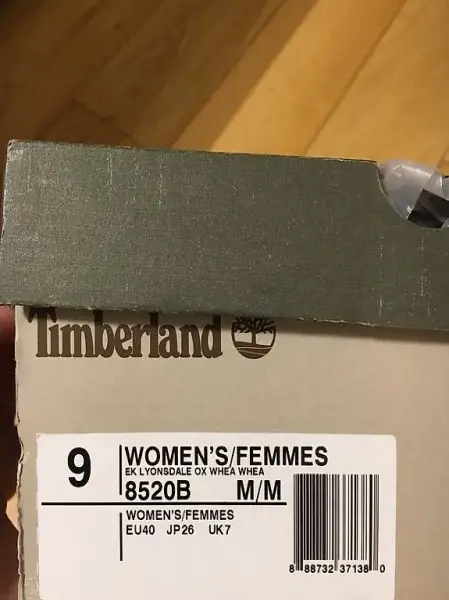 Timberland
9
WOMEN'S/FEMMES
EK LYONSDALE OX WHEA WHEA
8520B M/M
WOMEN'S/FEMMES
EU40 JP26 UK7
8 88732 37138 0